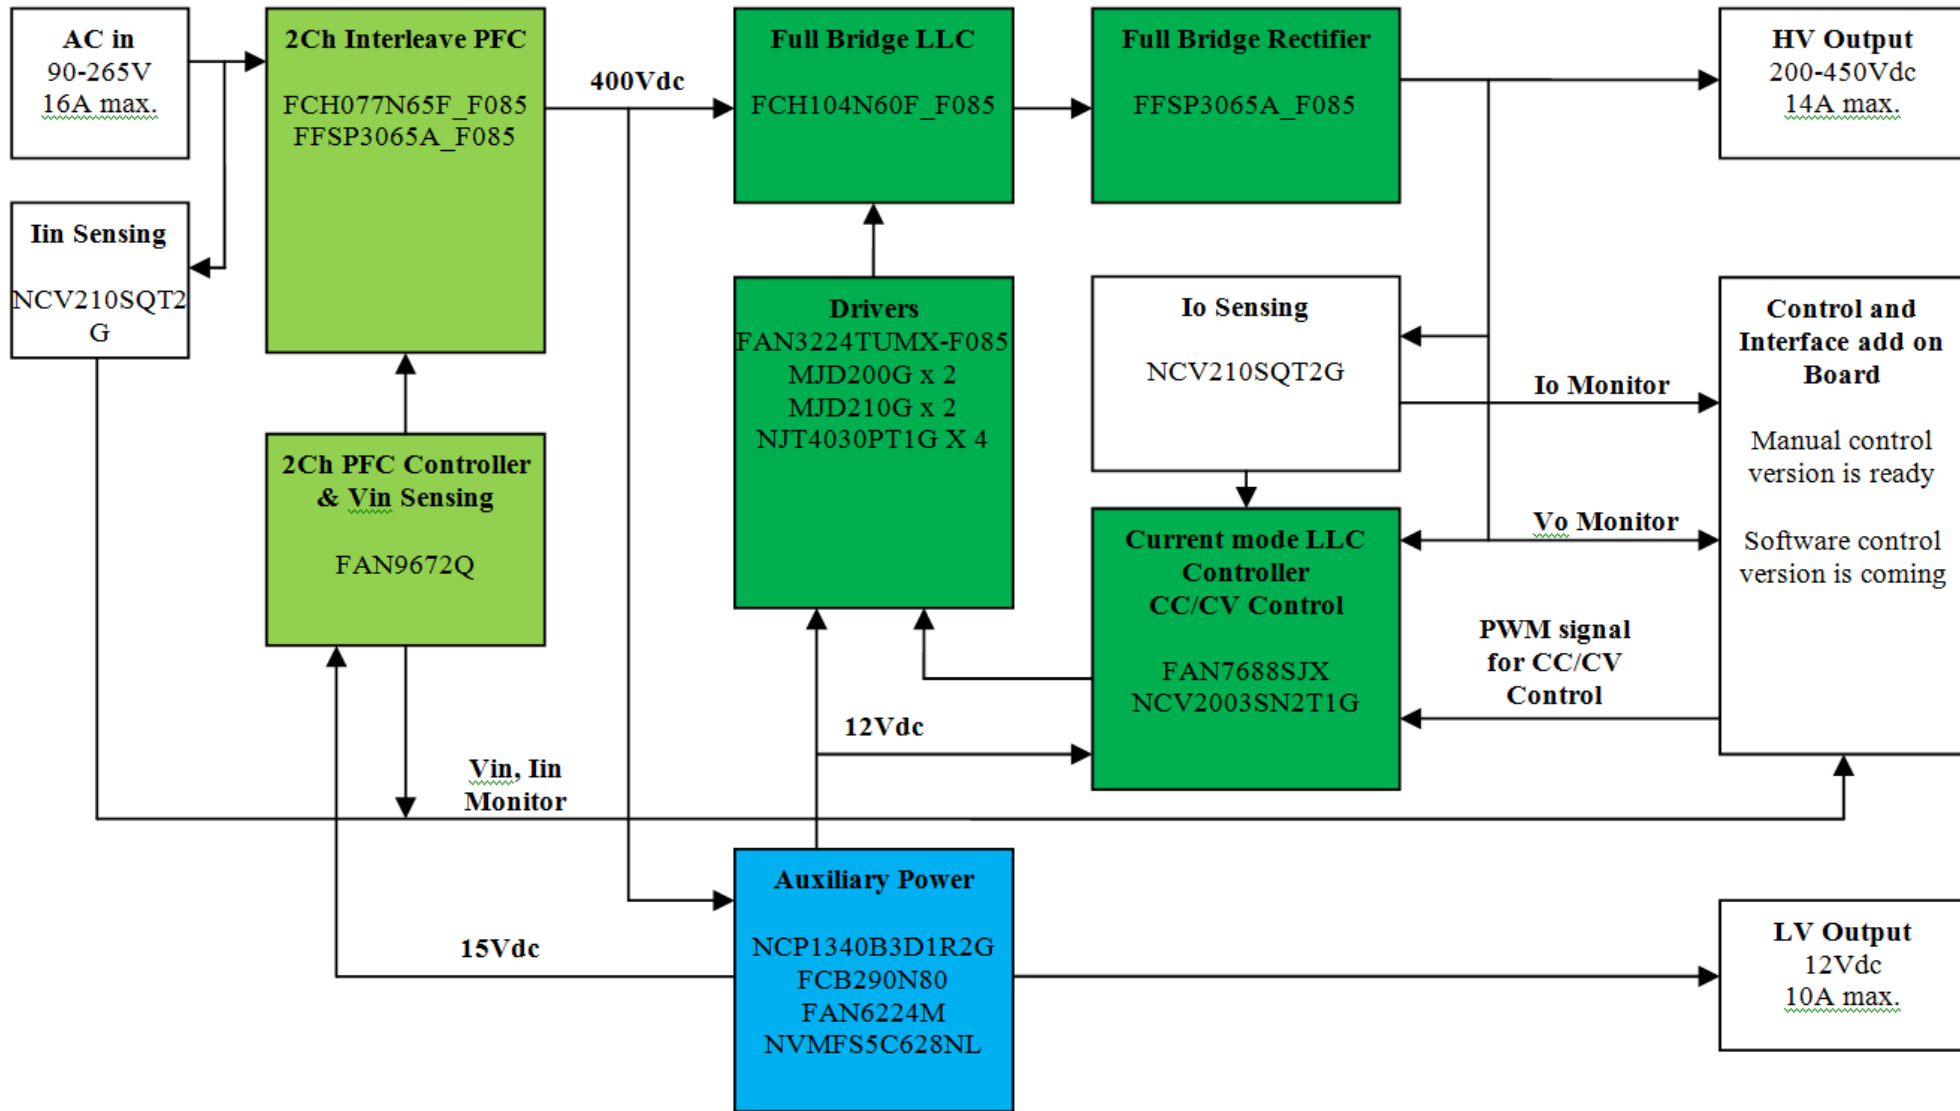 AC in
90-265V
16A max.
2Ch Interleave PFC
FCH077N65F_F085
FFSP3065A_F085
400Vdc
Full Bridge LLC
FCH104N60F_F085
Full Bridge Rectifier
FFSP3065A_F085
HV Output
200-450Vdc
14A max.
Iin Sensing
NCV210SQT2
G
Drivers
FAN3224TUMX-F085
MJD200G x 2
MJD210G x 2
NJT4030PT1G X 4
Io Sensing
NCV210SQT2G
Io Monitor
Control and
Interface add on
Board
Manual control
version is ready
Software control
version is coming
2Ch PFC Controller
& Vin Sensing
FAN9672Q
Current mode LLC
Controller
CC/CV Control
FAN7688SJX
NCV2003SN2T1G
Vo Monitor
PWM signal
for CC/CV
Control
12Vdc
Vin, Iin
Monitor
15Vdc
Auxiliary Power
NCP1340B3D1R2G
FCB290N80
FAN6224M
NVMFS5C628NL
LV Output
12Vdc
10A max.